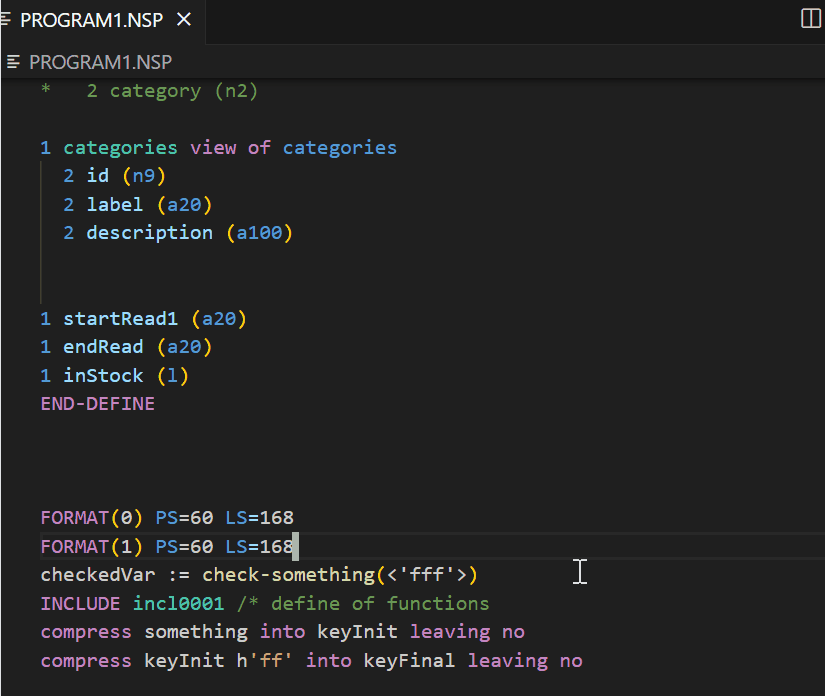 PROGRAM1.NSP
PROGRAM1.NSP
*   2 category (n2)
1 categories view of categories
  2 id (n9)
  2 label (a20)
  2 description (a100)
1 startRead1 (a20)
1 endRead (a20)
1 inStock (l)
END-DEFINE
FORMAT(0) PS=60 LS=168
FORMAT(1) PS=60 LS=168
checkedVar := check-something(<'fff'>)
INCLUDE incl0001 /* define of functions
compress something into keyInit leaving no
compress keyInit h'ff' into keyFinal leaving no